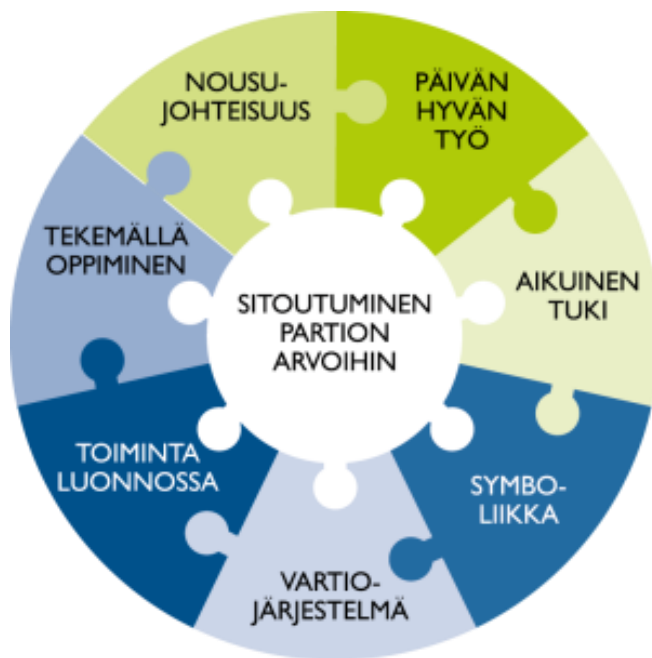 NOUSU-
JOHTEISUUS
PÄIVÄN
HYVÄN
TYÖ
TEKEMÄLLÄ
OPPIMINEN
SITOUTUMINEN
PARTION
ARVOIHIN
AIKUINEN
TUKI
TOIMINTA
LUONNOSSA
SYMBO-
LIIKKA
VARTIO-
JÄRJESTELMÄ